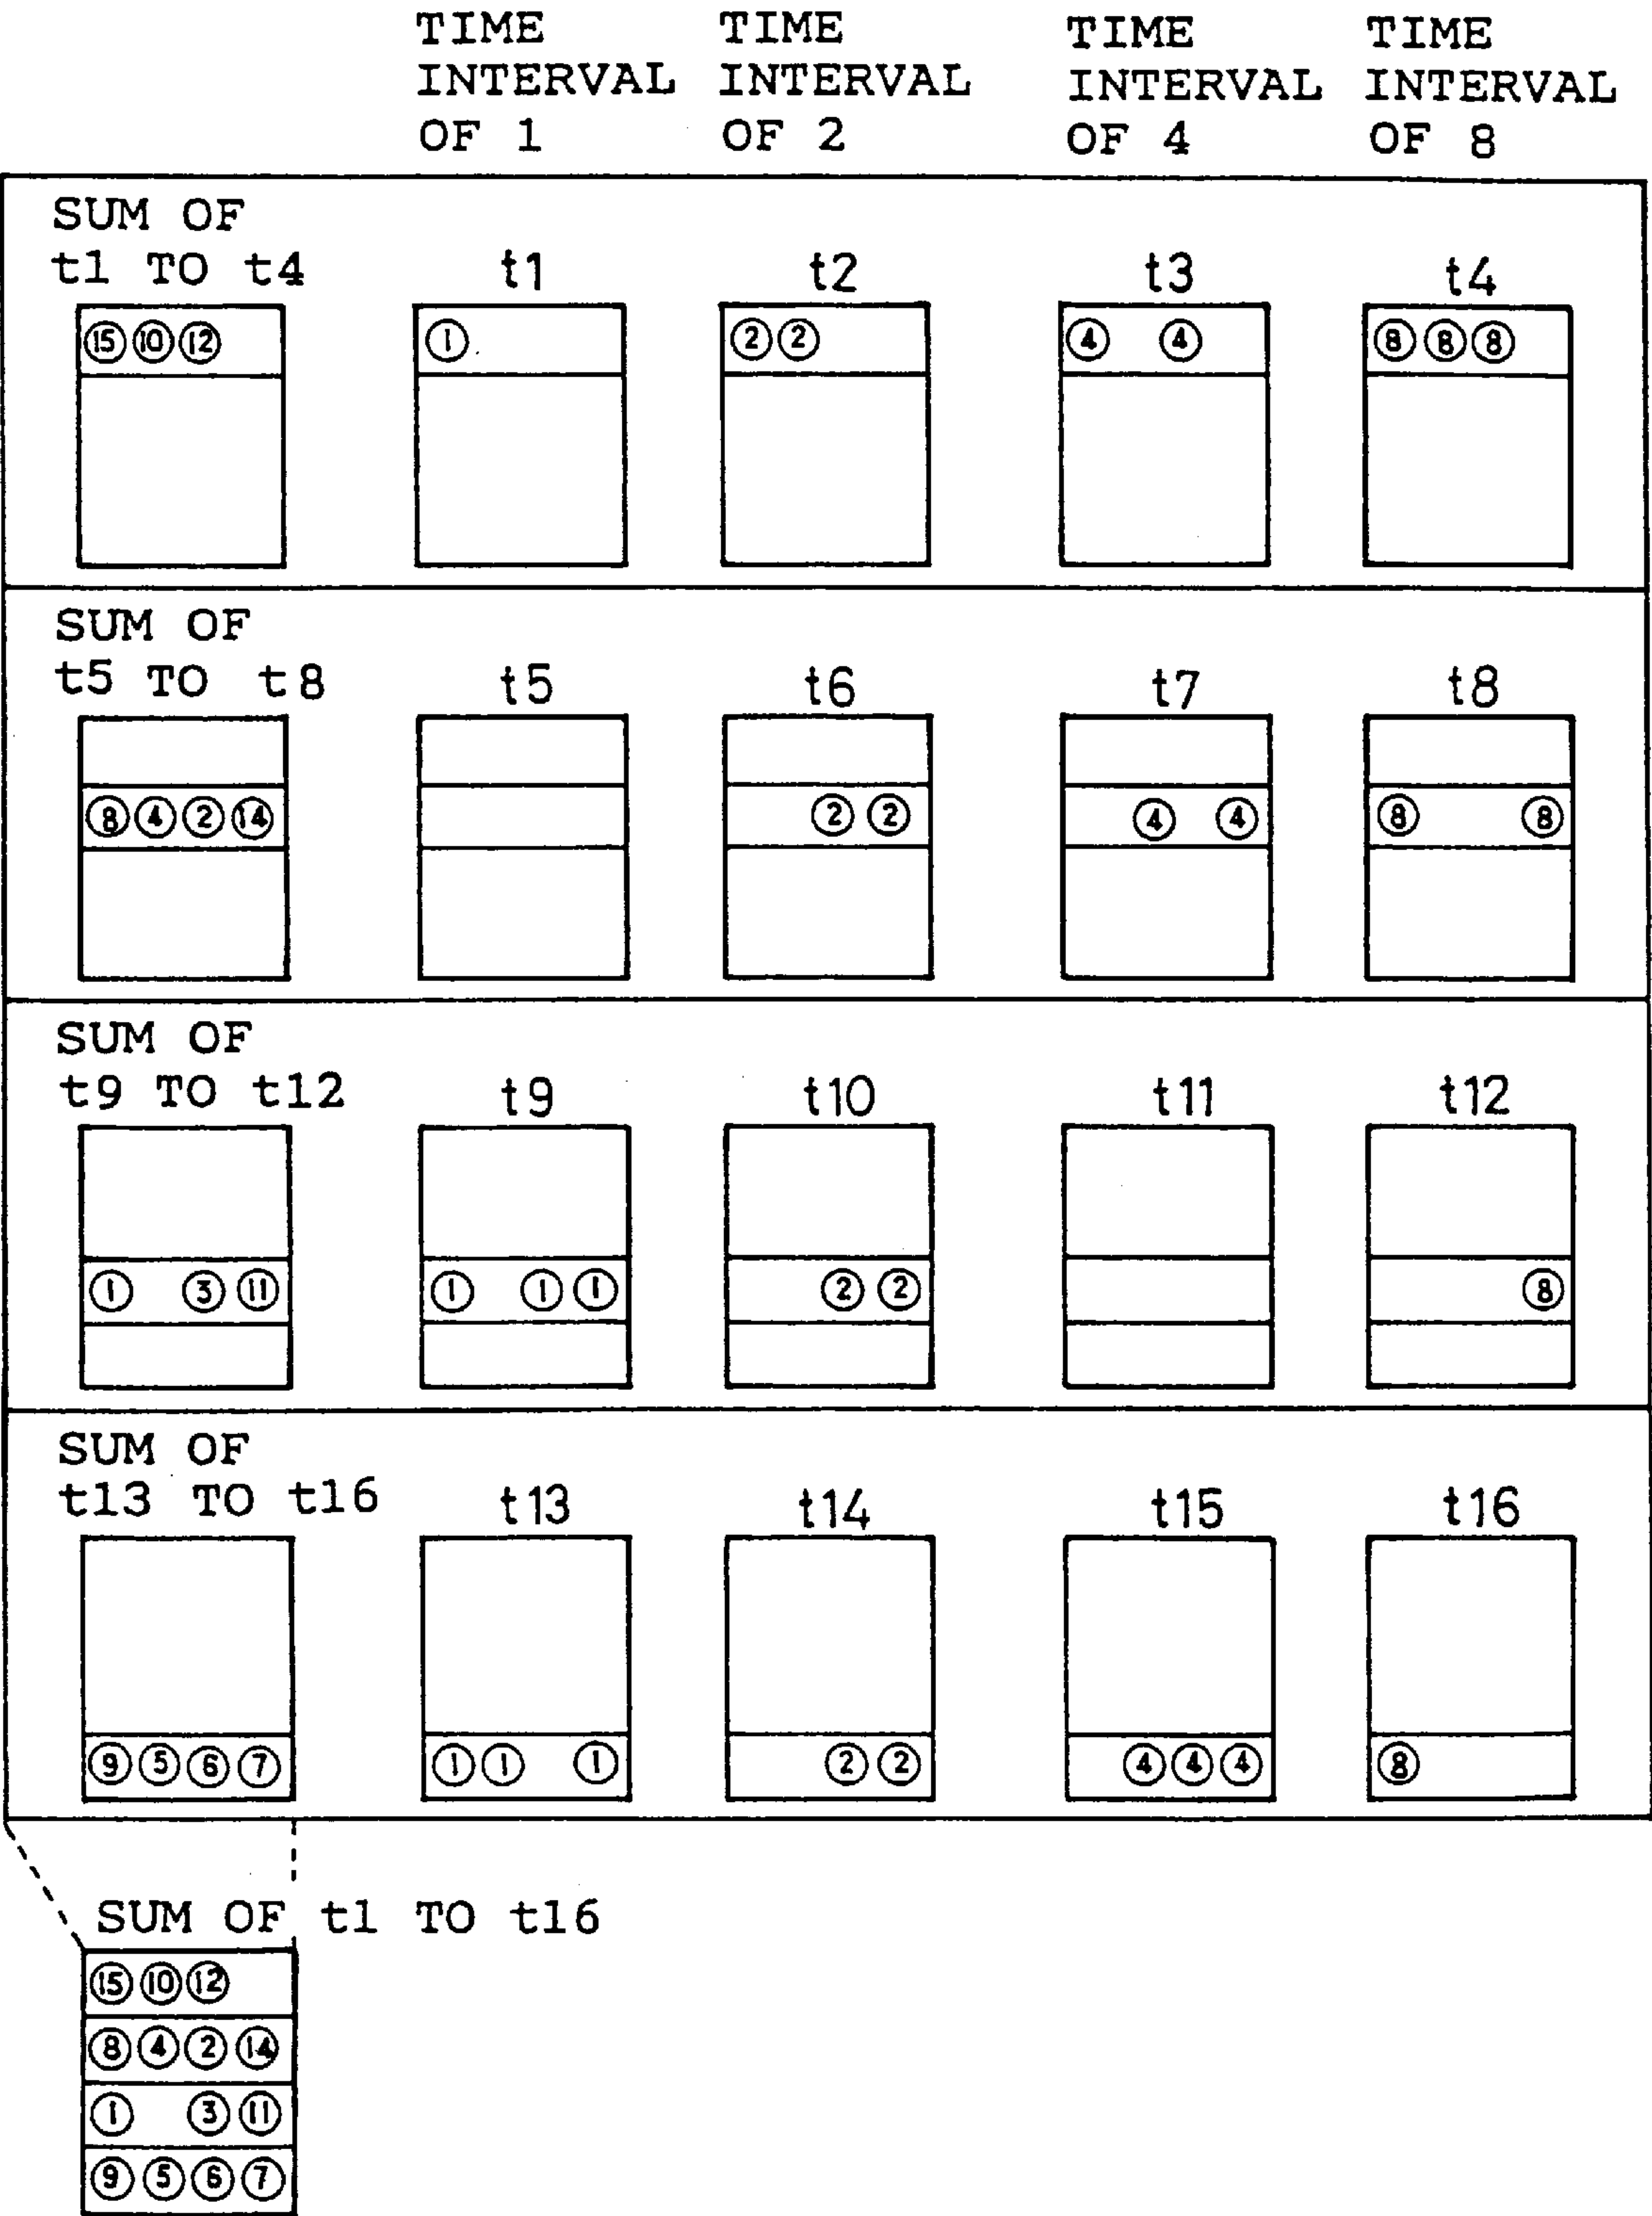 TIME INTERVAL OF 1
TIME INTERVAL OF 2
TIME INTERVAL OF 4
TIME INTERVAL OF 8
SUM OF
t1 TO t4
t1
t2
t3
t4
15 10 12
1
2 2
4 4
8 8 8
SUM OF
t5 TO t8
t5
t6
t7
t8
8 4 2 14
2 2
4 4
8 8
SUM OF
t9 TO t12
t9
t10
t11
t12
1 3 11
1 1 1
2 2
8
SUM OF
t13 TO t16
t13
t14
t15
t16
9 5 6 7
1 1 1
2 2
4 4 4
8
SUM OF t1 TO t16
15 10 12
8 4 2 14
1 3 11
9 5 6 7